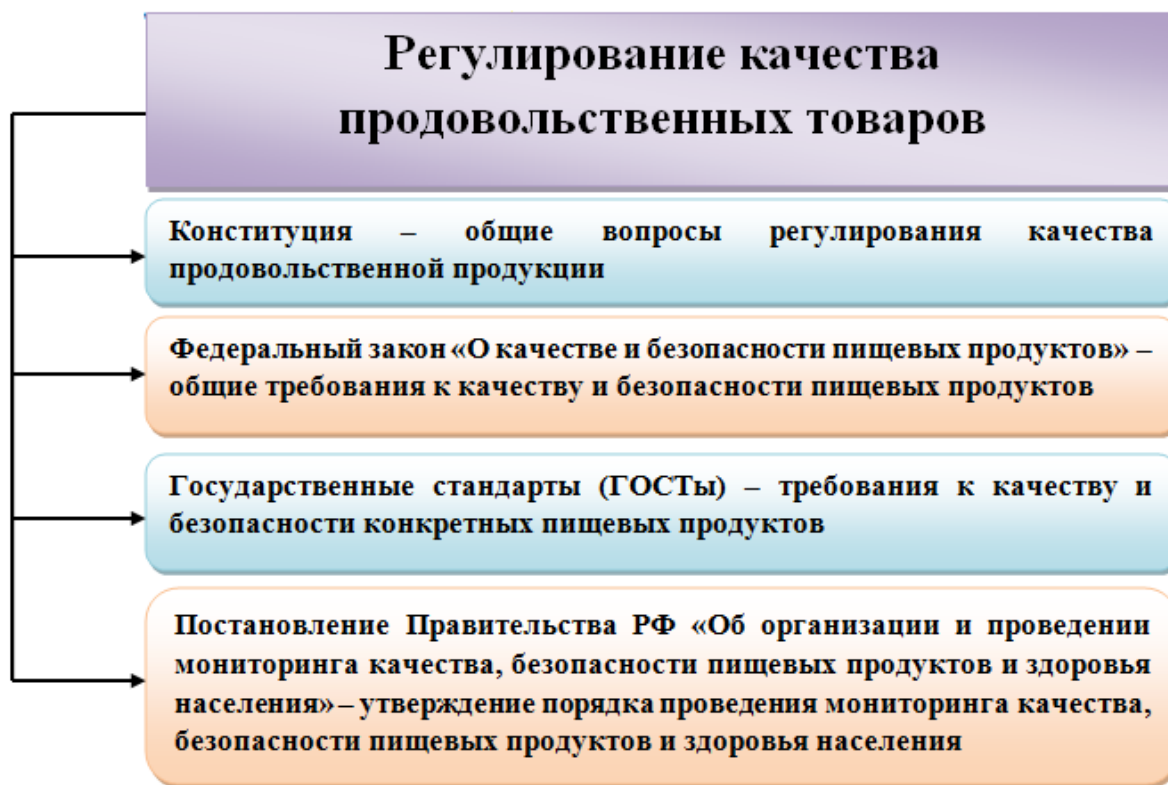 Регулирование качества
продовольственных товаров
Конституция – общие вопросы регулирования качества
продовольственной продукции
Федеральный закон «О качестве и безопасности пищевых продуктов» –
общие требования к качеству и безопасности пищевых продуктов
Государственные стандарты (ГОСТы) – требования к качеству и
безопасности конкретных пищевых продуктов
Постановление Правительства РФ «Об организации и проведении
мониторинга качества, безопасности пищевых продуктов и здоровья
населения» – утверждение порядка проведения мониторинга качества,
безопасности пищевых продуктов и здоровья населения